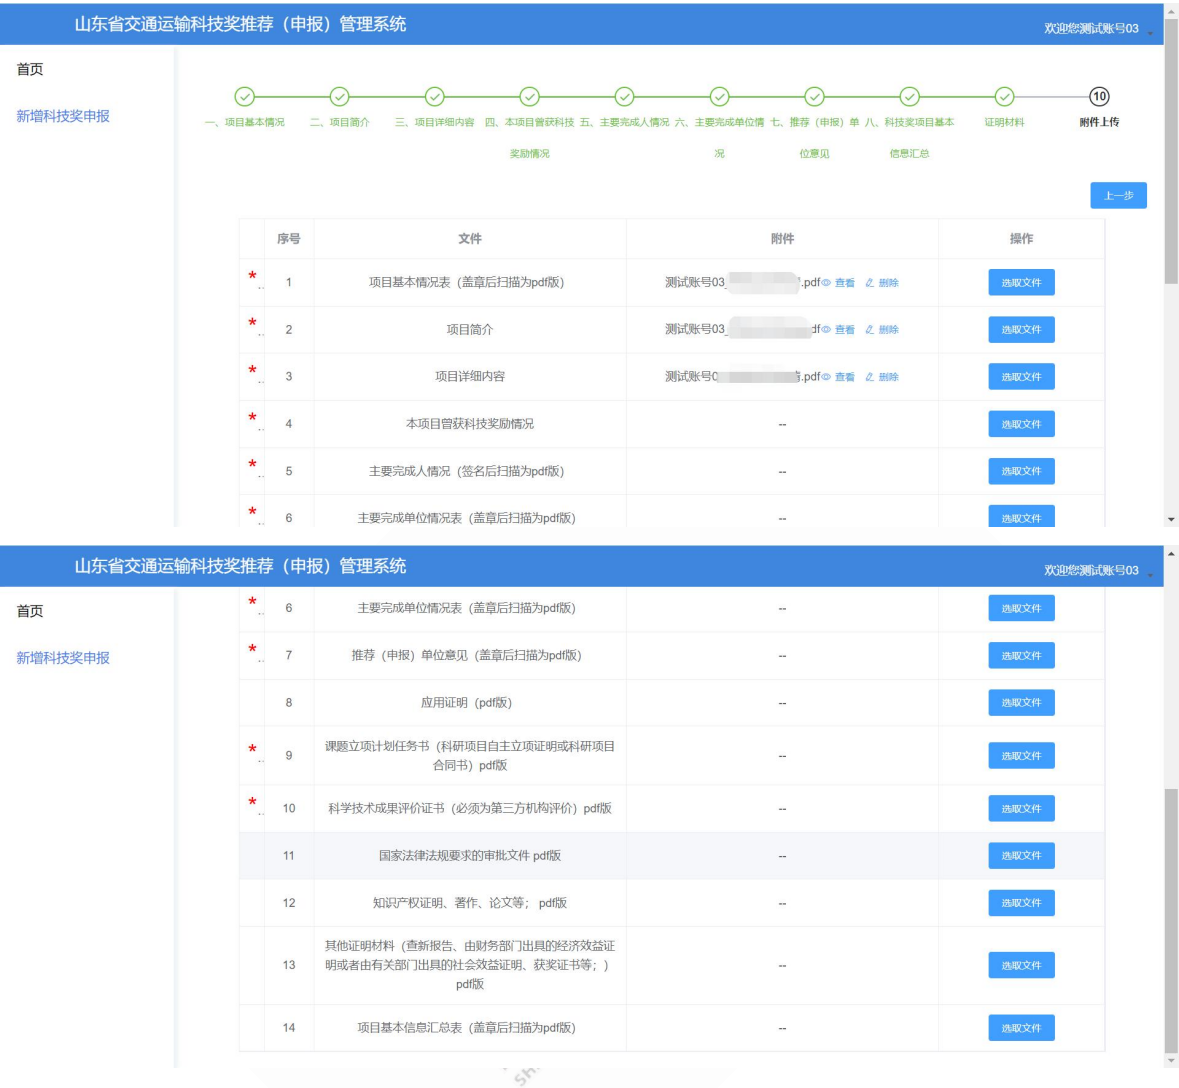 山东省交通运输科技奖推荐（申报）管理系统
欢迎您测试账号03
首页
新增科技奖申报
10
一、项目基本情况 二、项目简介 三、项目详细内容 四、本项目曾获科技 五、主要完成人情况 六、主要完成单位情 七、推荐（申报）单 八、科技奖项目基本 证明材料 附件上传
奖励情况 况 位意见 信息汇总
上一步
序号 文件 附件 操作
* 1 项目基本情况表（盖章后扫描为pdf版） 测试账号03_ .pdf 查看 删除 选取文件
* 2 项目简介 测试账号03_ df 查看 删除 选取文件
* 3 项目详细内容 测试账号0 .pdf 查看 删除 选取文件
* 4 本项目曾获科技奖励情况 -- 选取文件
* 5 主要完成人情况（签名后扫描为pdf版） -- 选取文件
* 6 主要完成单位情况表（盖章后扫描为pdf版） -- 选取文件
山东省交通运输科技奖推荐（申报）管理系统
欢迎您测试账号03
首页
新增科技奖申报
* 6 主要完成单位情况表（盖章后扫描为pdf版） -- 选取文件
* 7 推荐（申报）单位意见（盖章后扫描为pdf版） -- 选取文件
8 应用证明（pdf版） -- 选取文件
* 9 课题立项计划任务书（科研项目自主立项证明或科研项目
合同书）pdf版 -- 选取文件
* 10 科学技术成果评价证书（必须为第三方机构评价）pdf版 -- 选取文件
11 国家法律法规要求的审批文件 pdf版 -- 选取文件
12 知识产权证明、著作、论文等； pdf版 -- 选取文件
13 其他证明材料（查新报告、由财务部门出具的经济效益证
明或者由有关部门出具的社会效益证明、获奖证书等；）
pdf版 -- 选取文件
14 项目基本信息汇总表（盖章后扫描为pdf版） -- 选取文件